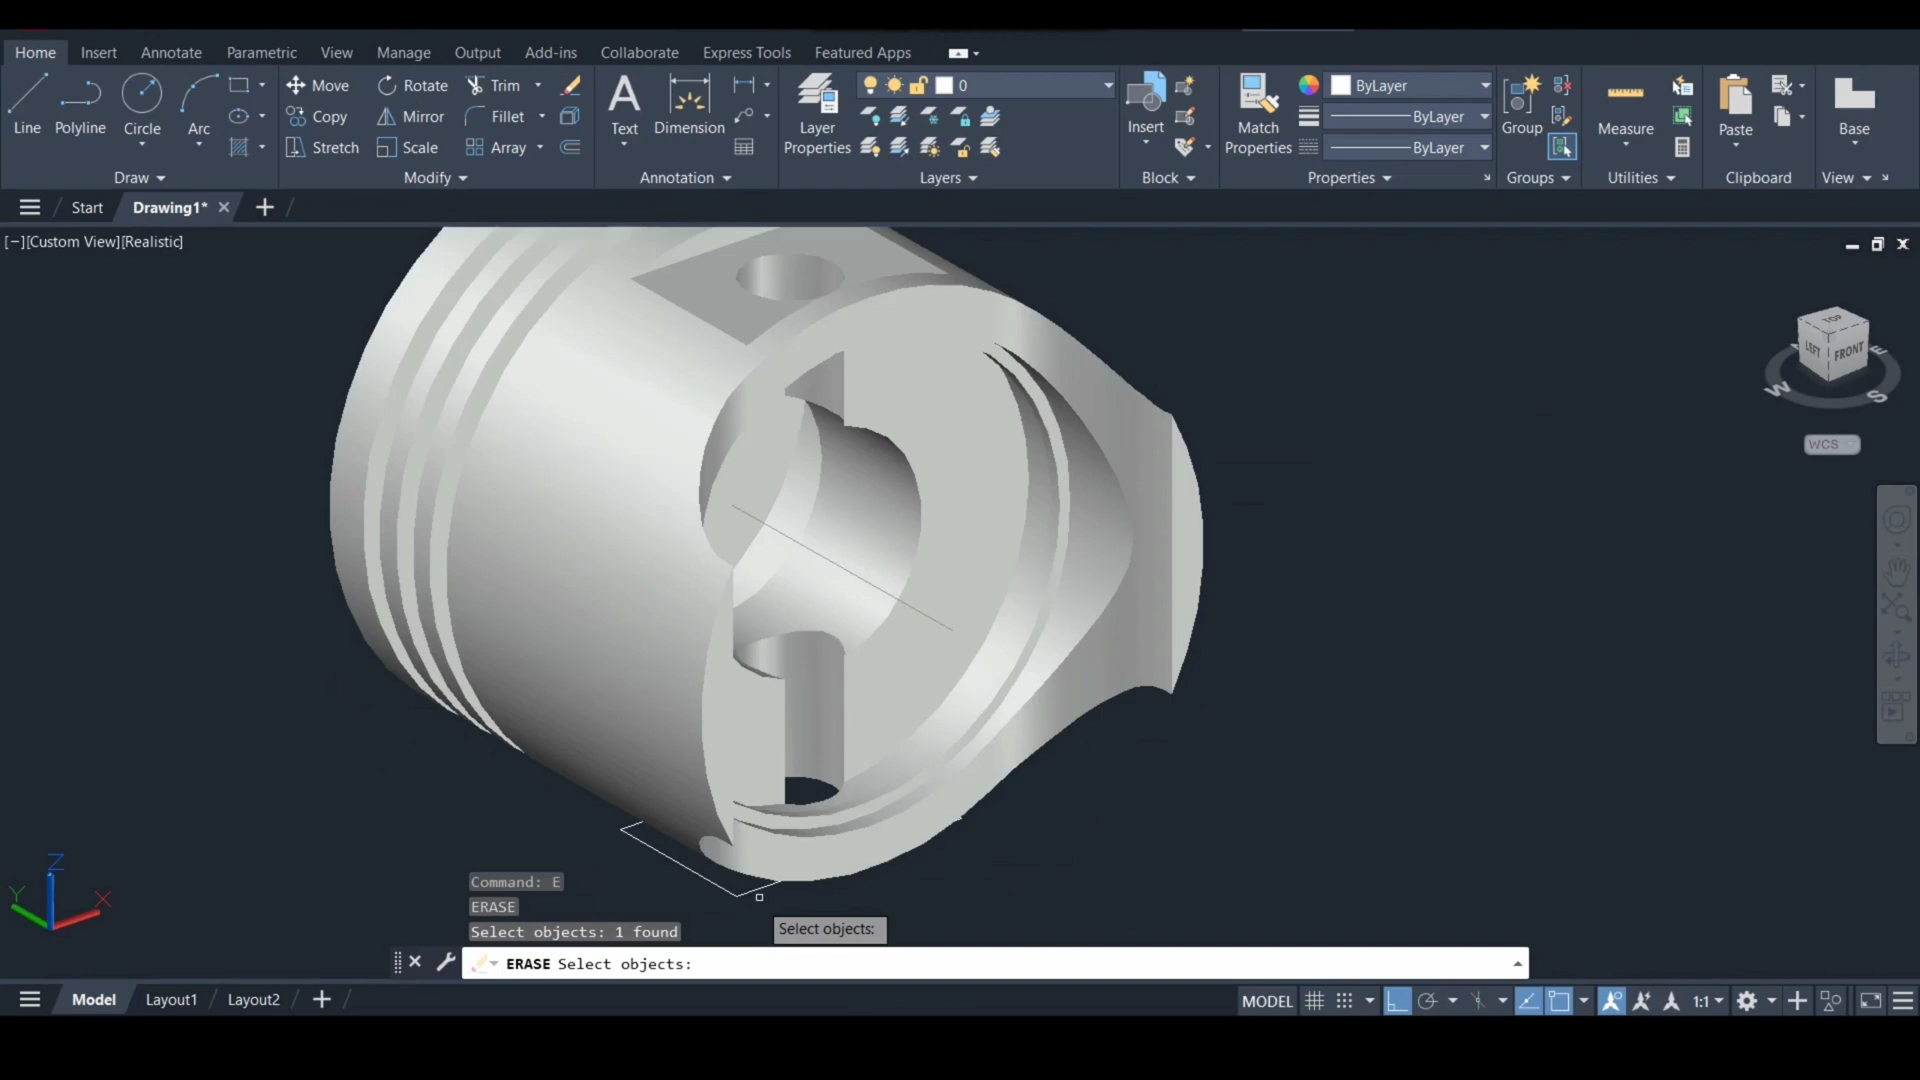 Home Insert Annotate Parametric View Manage Output Add-ins Collaborate Express Tools Featured Apps
Move Rotate Trim 0 ByLayer
Copy Mirror Fillet ByLayer
Line Polyline Circle Arc Text Dimension Layer Properties Insert Match Properties Group Measure Paste Base
Stretch Scale Array ByLayer
Draw Modify Annotation Layers Block Properties Groups Utilities Clipboard View
Start Drawing1*
[−][Custom View][Realistic]
TOP
LEFT FRONT E
W S
WCS
Z
Y X
Command: E
ERASE
Select objects: 1 found
Select objects:
ERASE Select objects:
Model Layout1 Layout2 MODEL 1:1